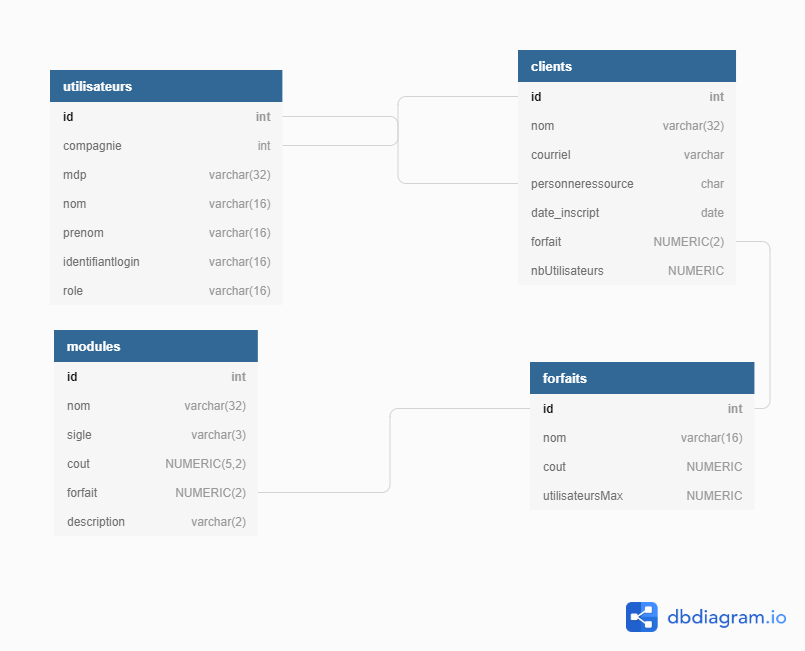 utilisateurs
id int
compagnie int
mdp varchar(32)
nom varchar(16)
prenom varchar(16)
identifiantlogin varchar(16)
role varchar(16)
clients
id int
nom varchar(32)
courriel varchar
personneressource char
date_inscript date
forfait NUMERIC(2)
nbUtilisateurs NUMERIC
modules
id int
nom varchar(32)
sigle varchar(3)
cout NUMERIC(5,2)
forfait NUMERIC(2)
description varchar(2)
forfaits
id int
nom varchar(16)
cout NUMERIC
utilisateursMax NUMERIC
dbdiagram.io